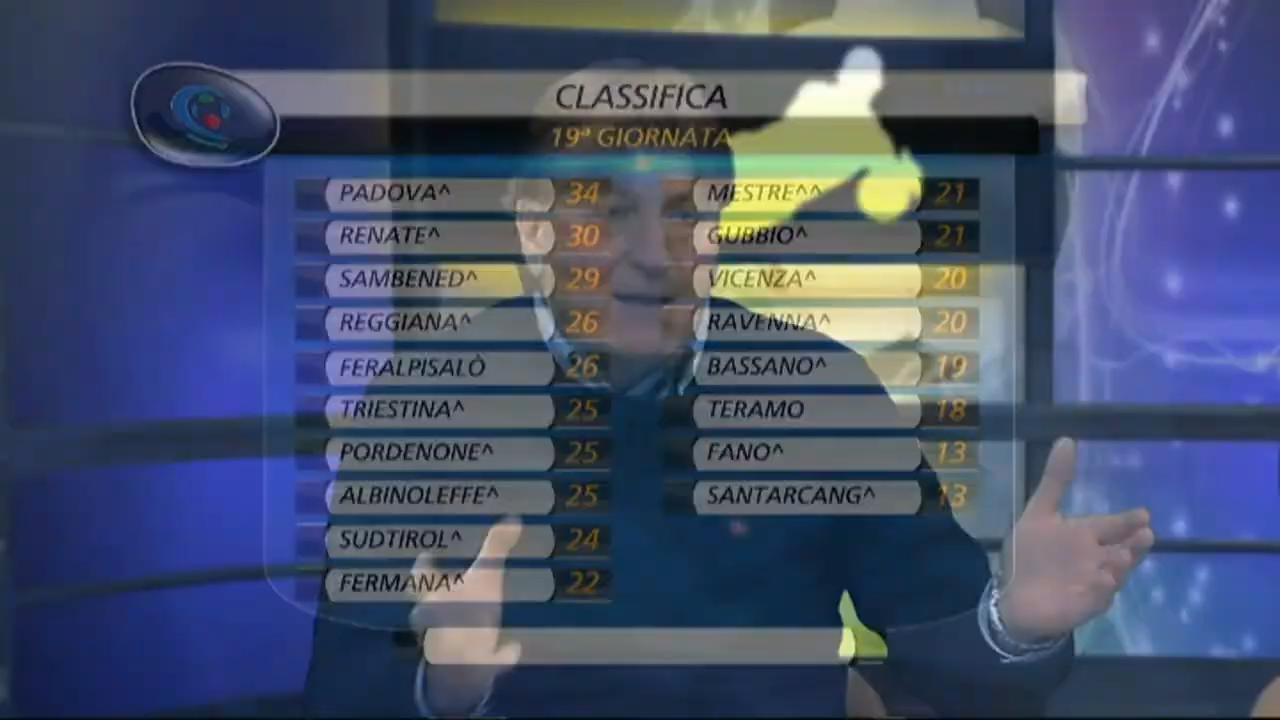 CLASSIFICA
19ª GIORNATA
PADOVA^ 34
RENATE^ 30
SAMBENED^ 29
REGGIANA^ 26
FERALPISALÒ 26
TRIESTINA^ 25
PORDENONE^ 25
ALBINOLEFFE^ 25
SUDTIROL^ 24
FERMANA^ 22
MESTRE^^ 21
GUBBIO^ 21
VICENZA^ 20
RAVENNA^ 20
BASSANO^ 19
TERAMO 18
FANO^ 13
SANTARCANG^ 13